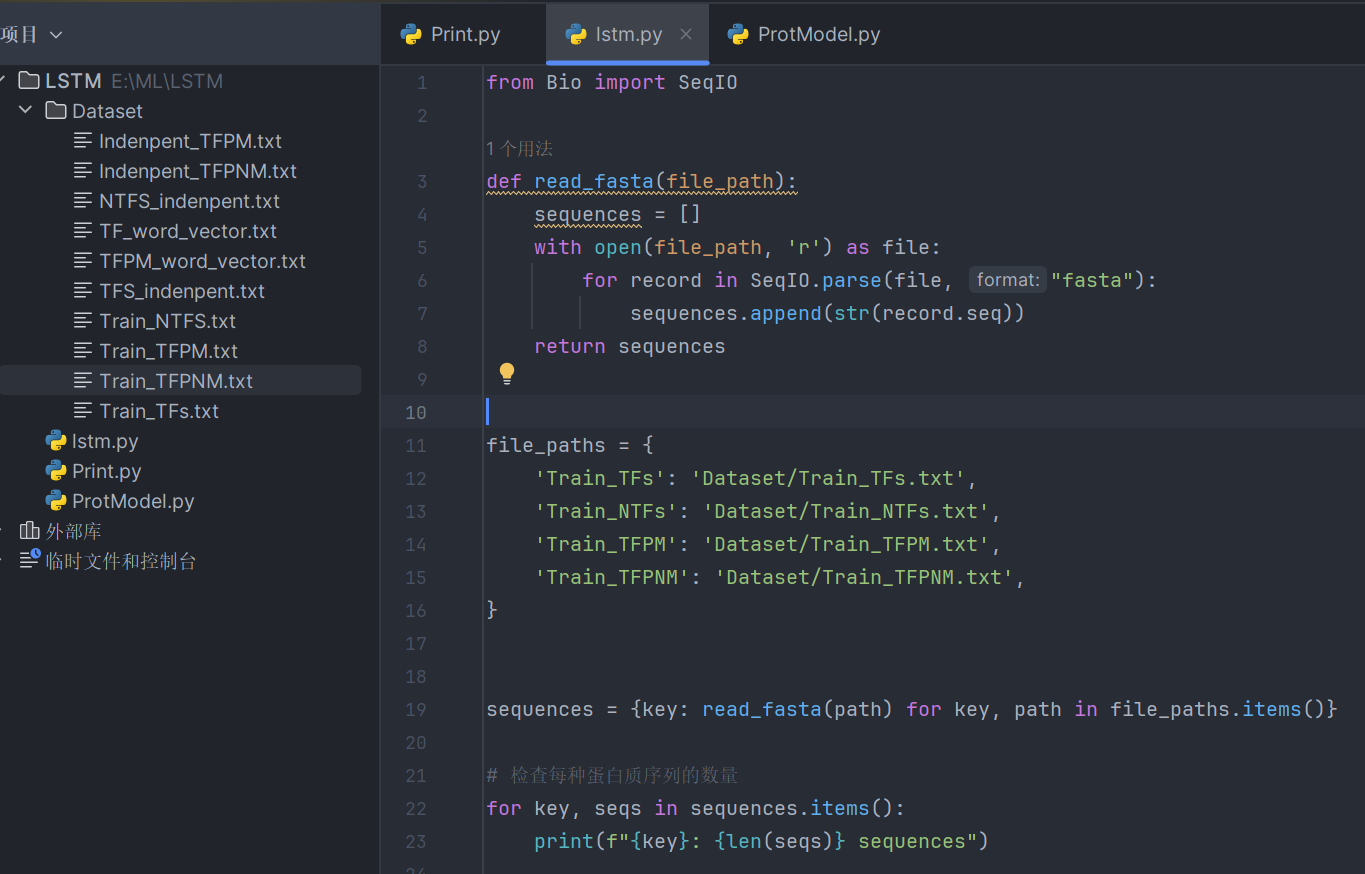 项目
Print.py
lstm.py
ProtModel.py
LSTM E:\ML\LSTM
Dataset
Indenpent_TFPM.txt
Indenpent_TFPNM.txt
NTFS_indenpent.txt
TF_word_vector.txt
TFPM_word_vector.txt
TFS_indenpent.txt
Train_NTFS.txt
Train_TFPM.txt
Train_TFPNM.txt
Train_TFs.txt
lstm.py
Print.py
ProtModel.py
外部库
临时文件和控制台
1 from Bio import SeqIO
2
1 个用法
3 def read_fasta(file_path):
4 sequences = []
5 with open(file_path, 'r') as file:
6 for record in SeqIO.parse(file, format: "fasta"):
7 sequences.append(str(record.seq))
8 return sequences
9
10
11 file_paths = {
12 'Train_TFs': 'Dataset/Train_TFs.txt',
13 'Train_NTFs': 'Dataset/Train_NTFs.txt',
14 'Train_TFPM': 'Dataset/Train_TFPM.txt',
15 'Train_TFPNM': 'Dataset/Train_TFPNM.txt',
16 }
17
18
19 sequences = {key: read_fasta(path) for key, path in file_paths.items()}
20
21 # 检查每种蛋白质序列的数量
22 for key, seqs in sequences.items():
23 print(f"{key}: {len(seqs)} sequences")